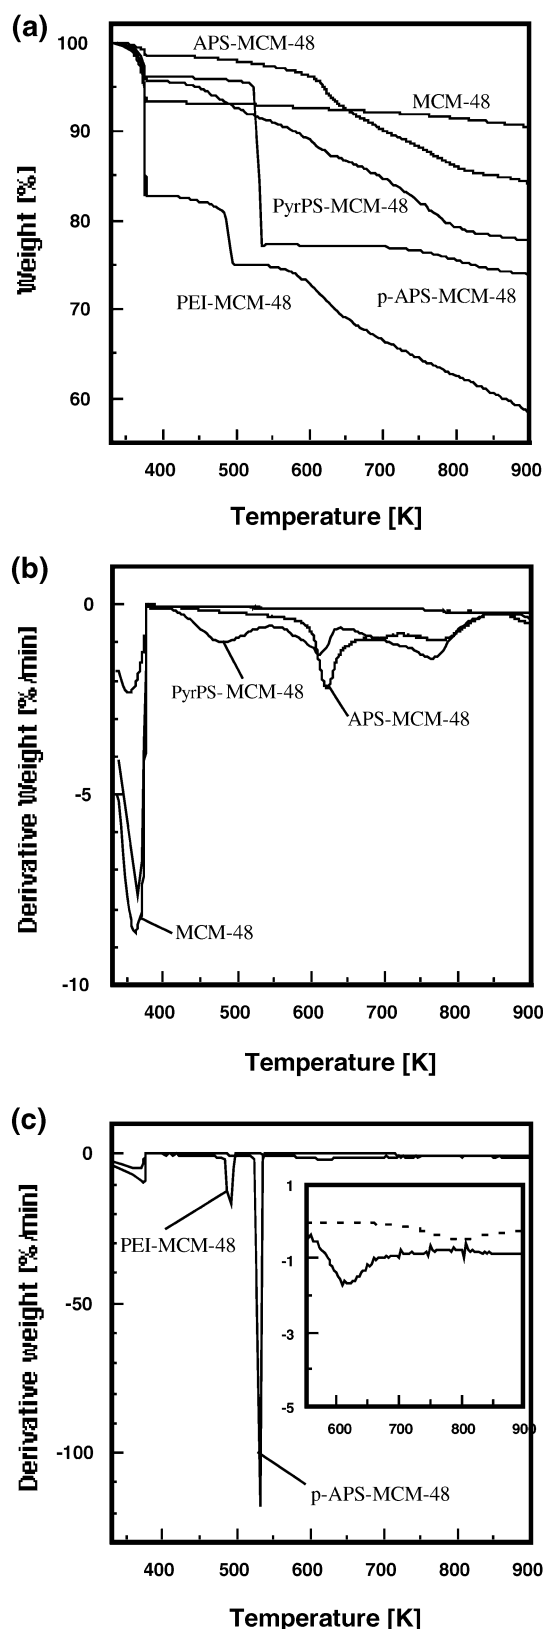 (a)
APS-MCM-48
100
MCM-48
90
PyrPS-MCM-48
80
p-APS-MCM-48
PEI-MCM-48
70
60
Weight [%]
400 500 600 700 800 900
Temperature [K]
(b)
0
PyrPS-MCM-48
APS-MCM-48
-5
MCM-48
-10
Derivative Weight [%/min]
400 500 600 700 800 900
Temperature [K]
(c)
0
1
PEI-MCM-48
-1
-50
-3
-5
600 700 800 900
-100
p-APS-MCM-48
Derivative weight [%/min]
400 500 600 700 800 900
Temperature [K]